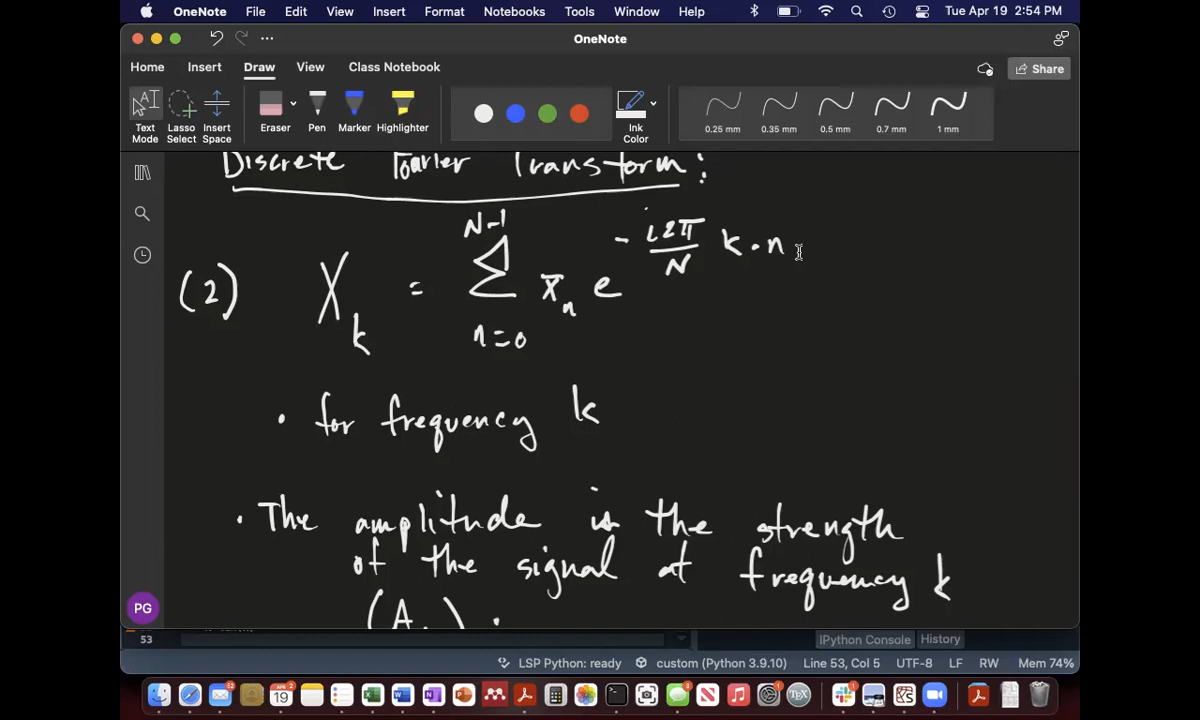 OneNote File Edit View Insert Format Notebooks Tools Window Help Tue Apr 19 2:54 PM
OneNote
Home Insert Draw View Class Notebook Share
Text Mode Lasso Select Insert Space Eraser Pen Marker Highlighter Ink Color 0.25 mm 0.35 mm 0.5 mm 0.7 mm 1 mm
Discrete Fourier Transform:
(2) X_k = \sum_{n=0}^{N-1} x_n e^{-\frac{i2π}{N} k·n}
· for frequency k
· The amplitude is the strength
of the signal at frequency k
PG
53 IPython Console History
LSP Python: ready custom (Python 3.9.10) Line 53, Col 5 UTF-8 LF RW Mem 74%